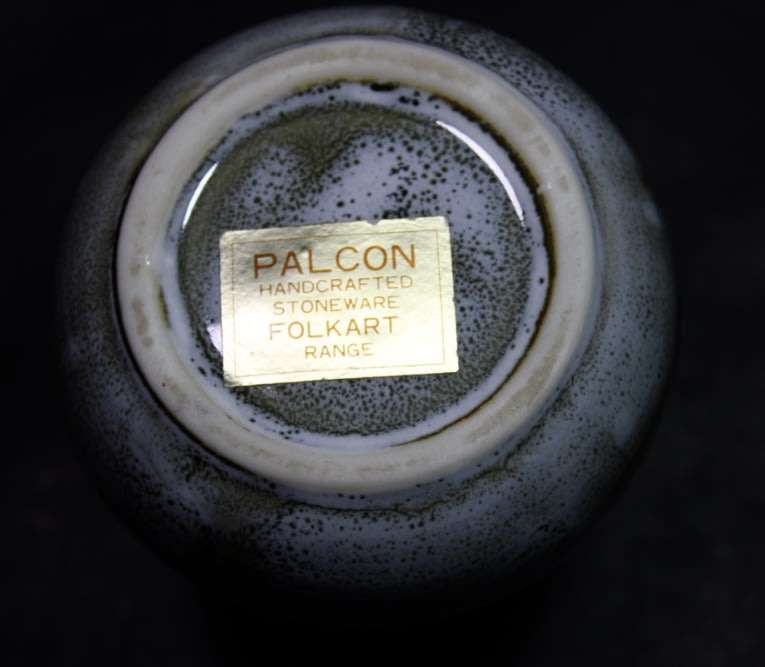 PALCON
HANDCRAFTED
STONEWARE
FOLKART
RANGE